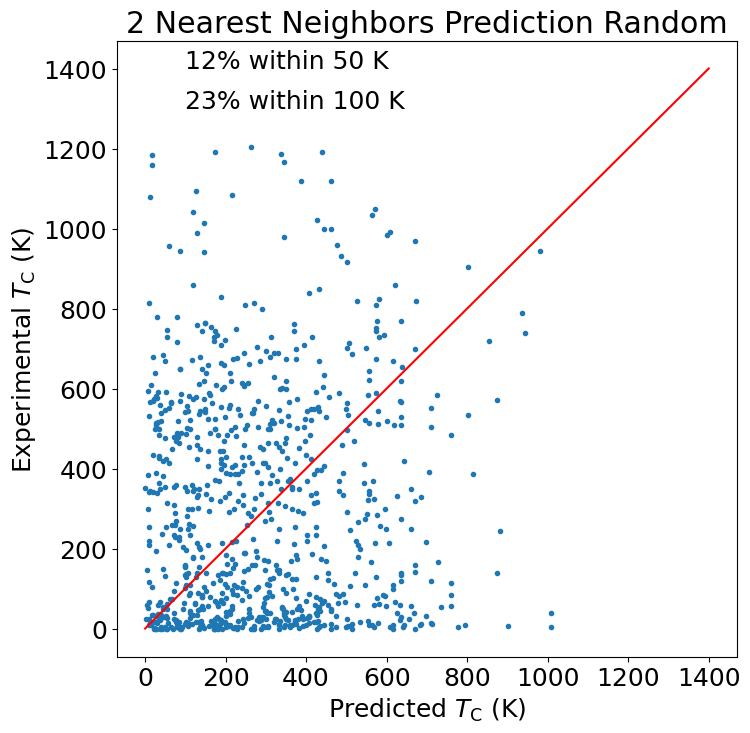 2 Nearest Neighbors Prediction Random
12% within 50 K
23% within 100 K
1400
1200
1000
800
600
400
200
0
Experimental T_C (K)
0 200 400 600 800 1000 1200 1400
Predicted T_C (K)